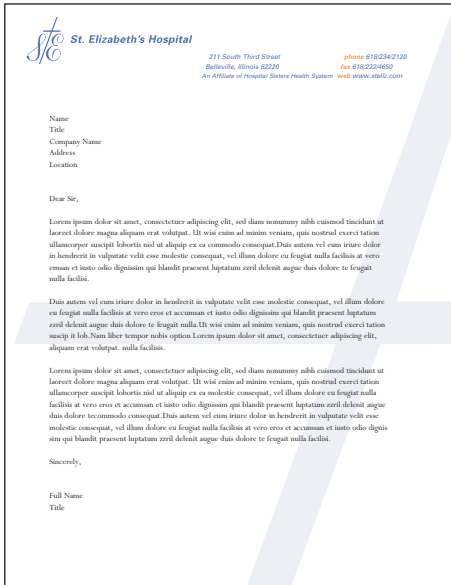 STE
St. Elizabeth's Hospital
211 South Third Street phone 618/234/2120
Belleville, Illinois 62220 fax 618/222/4650
An Affiliate of Hospital Sisters Health System web www.steliz.com
Name
Title
Company Name
Address
Location
Dear Sir,
Lorem ipsum dolor sit amet, consectetuer adipiscing elit, sed diam nonummy nibh euismod tincidunt ut
laoreet dolore magna aliquam erat volutpat. Ut wisi enim ad minim veniam, quis nostrud exerci tation
ullamcorper suscipit lobortis nisl ut aliquip ex ea commodo consequat.Duis autem vel eum iriure dolor
in hendrerit in vulputate velit esse molestie consequat, vel illum dolore eu feugiat nulla facilisis at vero
emsan et iusto odio dignissim qui blandit praesent luptatum zzril delenit augue duis dolore te feugait
nulla facilisi.
Duis autem vel eum iriure dolor in hendrerit in vulputate velit esse molestie consequat, vel illum dolore
eu feugiat nulla facilisis at vero eros et accumsan et iusto odio dignissim qui blandit praesent luptatum
zzril delenit augue duis dolore te feugait nulla.Ut wisi enim ad minim veniam, quis nostrud exerci tation
suscip it lob.Nam liber tempor nobis option Lorem ipsum dolor sit amet, consectetuer adipiscing elit,
aliquam erat volutpat. nulla facilisis.
Lorem ipsum dolor sit amet, consectetuer adipiscing elit, sed diam nonummy nibh euismod tincidunt ut
laoreet dolore magna aliquam erat volutpat. Ut wisi enim ad minim veniam, quis nostrud exerci tation
in vulputate velit esse molestie consequat, vel illum dolore eu feugiat nulla
facilisis at vero eros et accumsan et iusto odio dignissim qui blandit praesent luptatum zzril delenit augue
duis dolore tecommodo consequat.Duis autem vel eum iriure dolor in hendrerit in vulputate velit esse
molestie consequat, vel illum dolore eu feugiat nulla facilisis at vero eros et accumsan et iusto odio dignis
sim qui blandit praesent luptatum zzril delenit augue duis dolore te feugait nulla facilisi.
Sincerely,
Full Name
Title